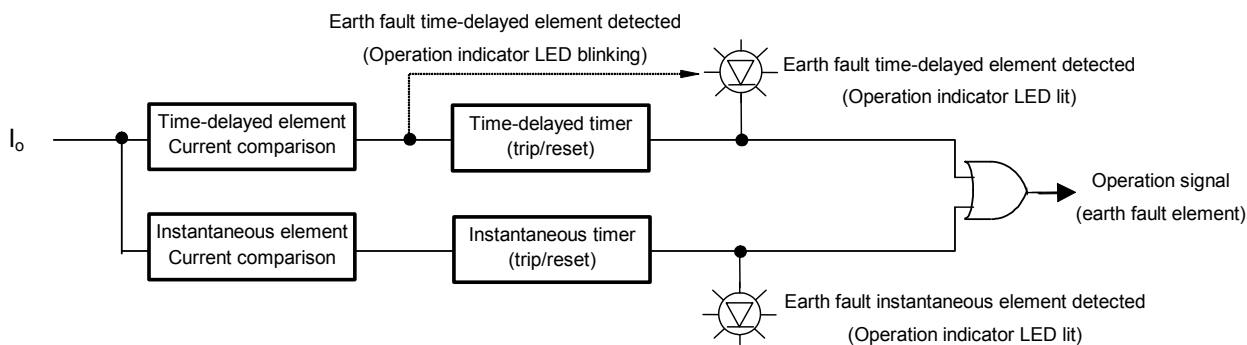 Earth fault time-delayed element detected
(Operation indicator LED blinking)
Earth fault time-delayed element detected
(Operation indicator LED lit)
Io
Time-delayed element
Current comparison
Time-delayed timer
(trip/reset)
Operation signal
(earth fault element)
Instantaneous element
Current comparison
Instantaneous timer
(trip/reset)
Earth fault instantaneous element detected
(Operation indicator LED lit)